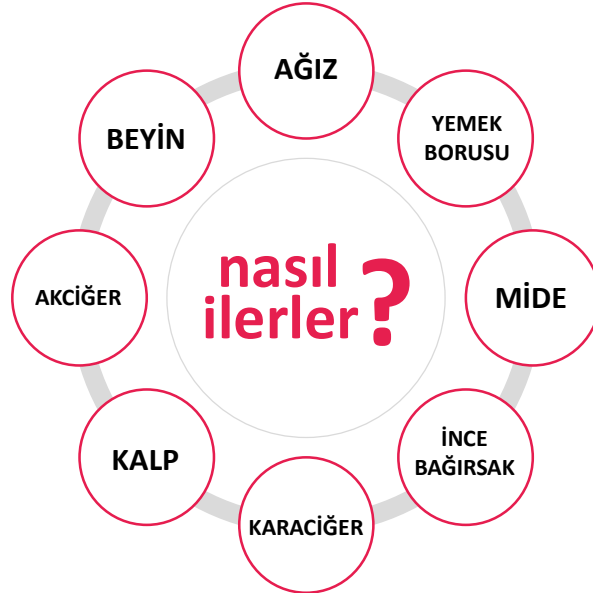 AĞIZ
YEMEK
BORUSU
MİDE
İNCE
BAĞIRSAK
KARACİĞER
KALP
AKCİĞER
BEYİN
nasıl
ilerler ?